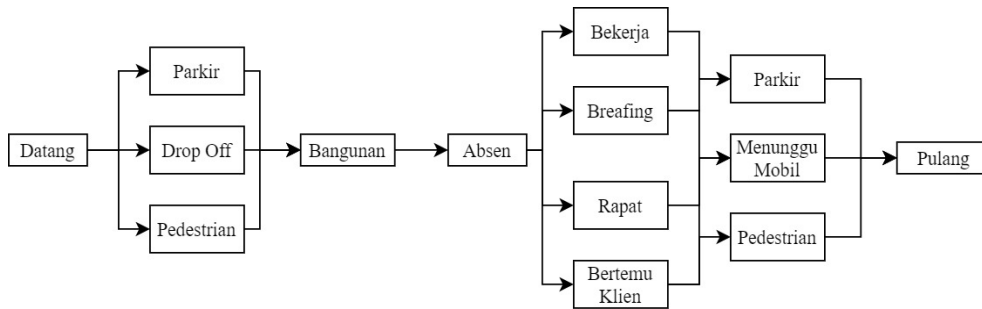 Datang
Parkir
Drop Off
Pedestrian
Bangunan
Absen
Bekerja
Breafing
Rapat
Bertemu
Klien
Parkir
Menunggu
Mobil
Pedestrian
Pulang